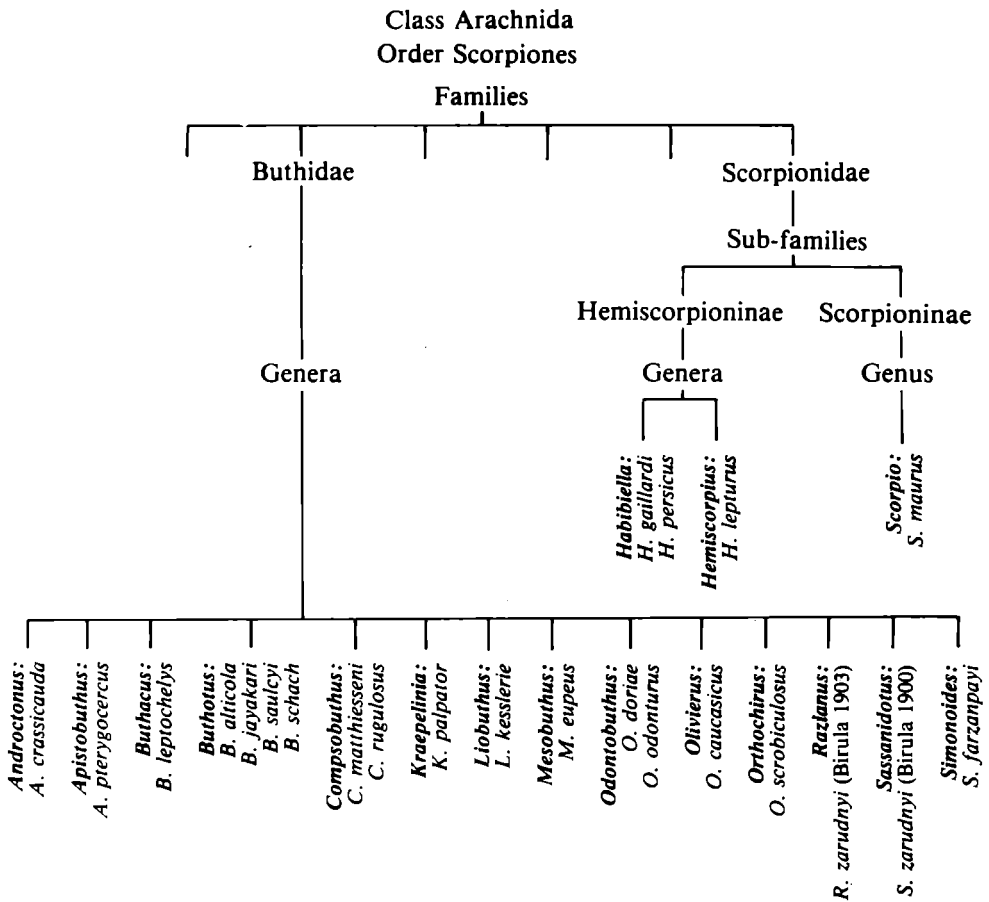 Class Arachnida
Order Scorpiones
Families
Buthidae
Scorpionidae
Sub-families
Hemiscorpioninae
Scorpioninae
Genera
Genera
Genus
Habibiella:
H. gaillardi
H. persicus
Hemiscorpius:
H. lepturus
Scorpio:
S. maurus
Androctonus:
A. crassicauda
Apistobuthus:
A. pterygocercus
Buthacus:
B. leptochelys
Buthotus:
B. alticola
B. jayakari
B. saulcyi
B. schach
Compsobuthus:
C. matthiesseni
C. rugulosus
Kraepelinia:
K. palpator
Liobuthus:
L. kesslerie
Mesobuthus:
M. eupeus
Odontobuthus:
O. doriae
O. odonturus
Olivierus:
O. caucasicus
Orthochirus:
O. scrobiculosus
Razlanus:
R. zarudnyi (Birula 1903)
Sassanidotus:
S. zarudnyi (Birula 1900)
Simonoides:
S. farzanpayi